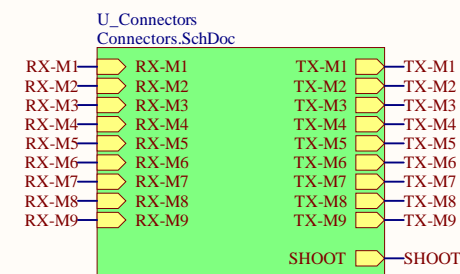 U_Connectors
Connectors.SchDoc
RX-M1 RX-M1 TX-M1 TX-M1
RX-M2 RX-M2 TX-M2 TX-M2
RX-M3 RX-M3 TX-M3 TX-M3
RX-M4 RX-M4 TX-M4 TX-M4
RX-M5 RX-M5 TX-M5 TX-M5
RX-M6 RX-M6 TX-M6 TX-M6
RX-M7 RX-M7 TX-M7 TX-M7
RX-M8 RX-M8 TX-M8 TX-M8
RX-M9 RX-M9 TX-M9 TX-M9
SHOOT SHOOT